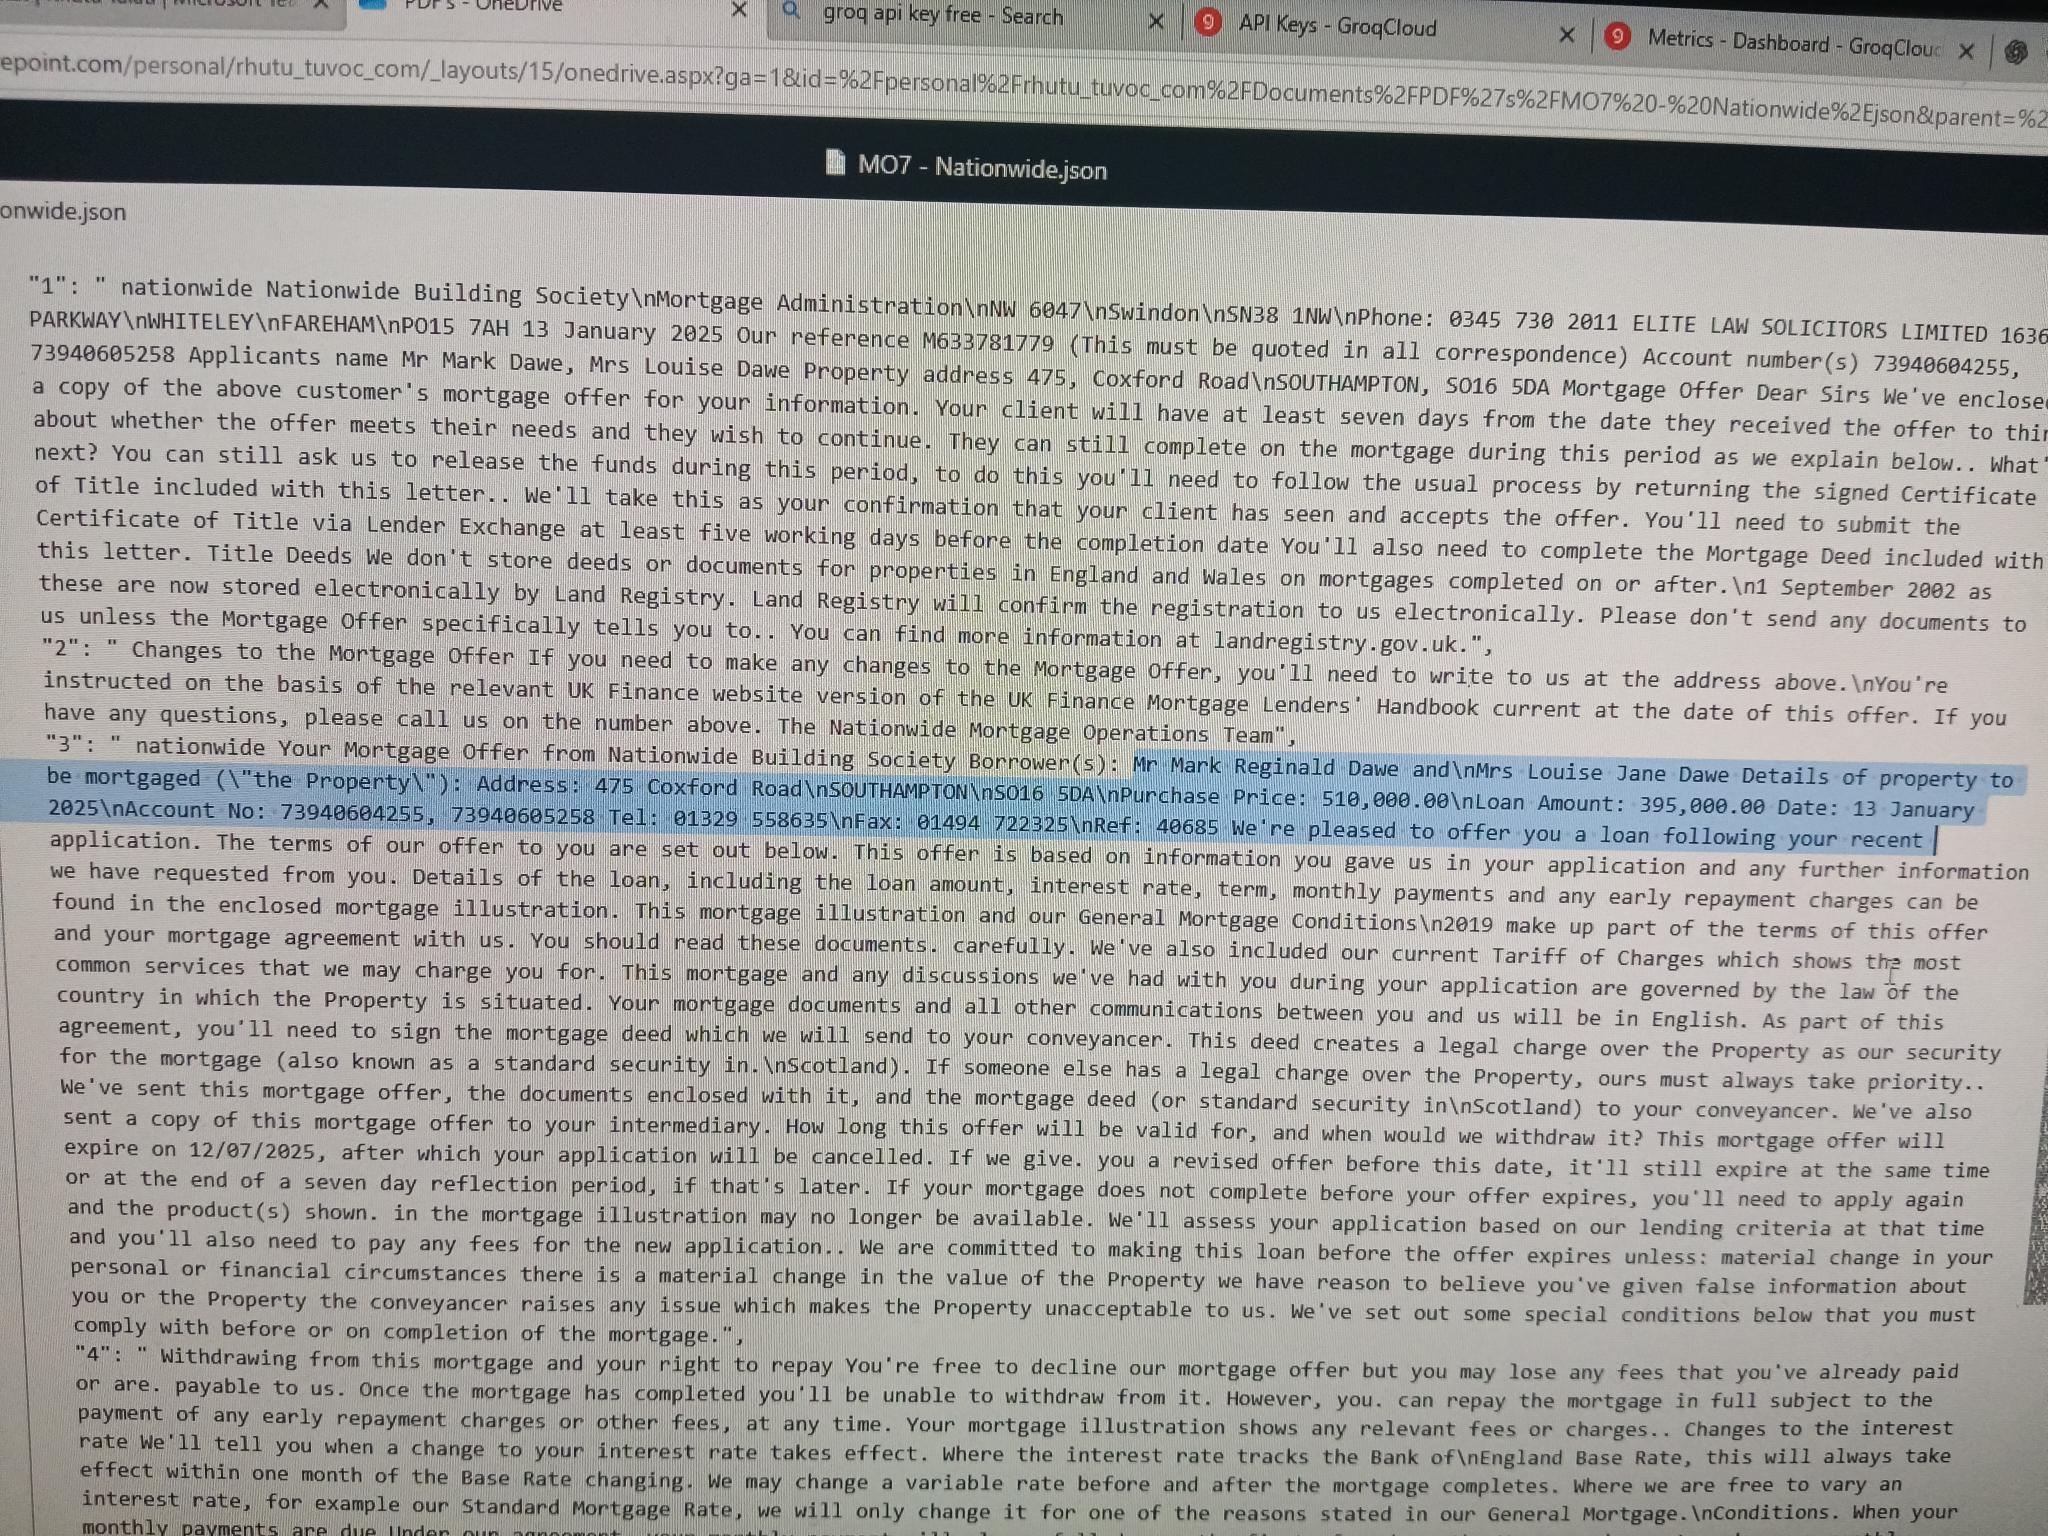 PDFs - OneDrive
groq api key free - Search
API Keys - GroqCloud
Metrics - Dashboard - GroqClou
epoint.com/personal/rhutu_tuvoc_com/_layouts/15/onedrive.aspx?ga=1&id=%2Fpersonal%2Frhutu_tuvoc_com%2FDocuments%2FPDF%27s%2FMO7%20-%20Nationwide%2Ejson&parent=%2
MO7 - Nationwide.json
onwide.json
"1": " nationwide Nationwide Building Society\nMortgage Administration\nNW 6047\nSwindon\nSN38 1NW\nPhone: 0345 730 2011 ELITE LAW SOLICITORS LIMITED 1636
PARKWAY\nWHITELEY\nFAREHAM\nPO15 7AH 13 January 2025 Our reference M633781779 (This must be quoted in all correspondence) Account number(s) 73940604255,
73940605258 Applicants name Mr Mark Dawe, Mrs Louise Dawe Property address 475, Coxford Road\nSOUTHAMPTON, SO16 5DA Mortgage Offer Dear Sirs We've enclosed
a copy of the above customer's mortgage offer for your information. Your client will have at least seven days from the date they received the offer to thin
about whether the offer meets their needs and they wish to continue. They can still complete on the mortgage during this period as we explain below.. What'
next? You can still ask us to release the funds during this period, to do this you'll need to follow the usual process by returning the signed Certificate
of Title included with this letter.. We'll take this as your confirmation that your client has seen and accepts the offer. You'll need to submit the
Certificate of Title via Lender Exchange at least five working days before the completion date You'll also need to complete the Mortgage Deed included with
this letter. Title Deeds We don't store deeds or documents for properties in England and Wales on mortgages completed on or after.\n1 September 2002 as
these are now stored electronically by Land Registry. Land Registry will confirm the registration to us electronically. Please don't send any documents to
us unless the Mortgage Offer specifically tells you to.. You can find more information at landregistry.gov.uk.",
"2": " Changes to the Mortgage Offer If you need to make any changes to the Mortgage Offer, you'll need to write to us at the address above.\nYou're
instructed on the basis of the relevant UK Finance website version of the UK Finance Mortgage Lenders' Handbook current at the date of this offer. If you
have any questions, please call us on the number above. The Nationwide Mortgage Operations Team",
"3": " nationwide Your Mortgage Offer from Nationwide Building Society Borrower(s): Mr Mark Reginald Dawe and\nMrs Louise Jane Dawe Details of property to
be mortgaged (\"the Property\"): Address: 475 Coxford Road\nSOUTHAMPTON\nSO16 5DA\nPurchase Price: 510,000.00\nLoan Amount: 395,000.00 Date: 13 January
2025\nAccount No: 73940604255, 73940605258 Tel: 01329 558635\nFax: 01494 722325\nRef: 40685 We're pleased to offer you a loan following your recent
application. The terms of our offer to you are set out below. This offer is based on information you gave us in your application and any further information
we have requested from you. Details of the loan, including the loan amount, interest rate, term, monthly payments and any early repayment charges can be
found in the enclosed mortgage illustration. This mortgage illustration and our General Mortgage Conditions\n2019 make up part of the terms of this offer
and your mortgage agreement with us. You should read these documents. carefully. We've also included our current Tariff of Charges which shows the most
common services that we may charge you for. This mortgage and any discussions we've had with you during your application are governed by the law of the
country in which the Property is situated. Your mortgage documents and all other communications between you and us will be in English. As part of this
agreement, you'll need to sign the mortgage deed which we will send to your conveyancer. This deed creates a legal charge over the Property as our security
for the mortgage (also known as a standard security in.\nScotland). If someone else has a legal charge over the Property, ours must always take priority..
We've sent this mortgage offer, the documents enclosed with it, and the mortgage deed (or standard security in\nScotland) to your conveyancer. We've also
sent a copy of this mortgage offer to your intermediary. How long this offer will be valid for, and when would we withdraw it? This mortgage offer will
expire on 12/07/2025, after which your application will be cancelled. If we give. you a revised offer before this date, it'll still expire at the same time
or at the end of a seven day reflection period, if that's later. If your mortgage does not complete before your offer expires, you'll need to apply again
and the product(s) shown. in the mortgage illustration may no longer be available. We'll assess your application based on our lending criteria at that time
and you'll also need to pay any fees for the new application.. We are committed to making this loan before the offer expires unless: material change in your
personal or financial circumstances there is a material change in the value of the Property we have reason to believe you've given false information about
you or the Property the conveyancer raises any issue which makes the Property unacceptable to us. We've set out some special conditions below that you must
comply with before or on completion of the mortgage.",
"4": " Withdrawing from this mortgage and your right to repay You're free to decline our mortgage offer but you may lose any fees that you've already paid
or are. payable to us. Once the mortgage has completed you'll be unable to withdraw from it. However, you. can repay the mortgage in full subject to the
payment of any early repayment charges or other fees, at any time. Your mortgage illustration shows any relevant fees or charges.. Changes to the interest
rate We'll tell you when a change to your interest rate takes effect. Where the interest rate tracks the Bank of\nEngland Base Rate, this will always take
effect within one month of the Base Rate changing. We may change a variable rate before and after the mortgage completes. Where we are free to vary an
interest rate, for example our Standard Mortgage Rate, we will only change it for one of the reasons stated in our General Mortgage.\nConditions. When your
monthly payments are due Under our agreement,